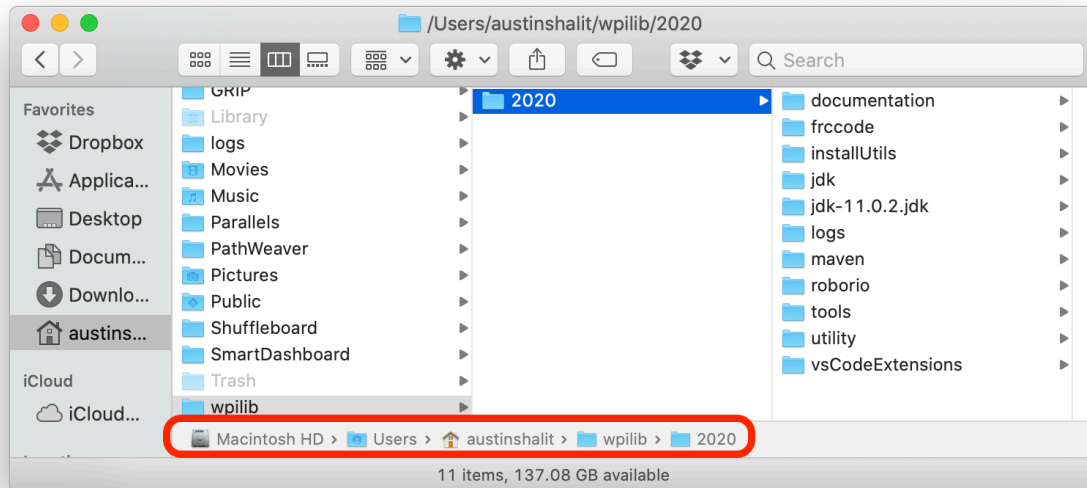 /Users/austinshalit/wpilib/2020
Search
Favorites
Dropbox
Applica...
Desktop
Docum...
Downlo...
austins...
iCloud
iCloud...
GRIP
Library
logs
Movies
Music
Parallels
PathWeaver
Pictures
Public
Shuffleboard
SmartDashboard
Trash
wpilib
2020
documentation
frccode
installUtils
jdk
jdk-11.0.2.jdk
logs
maven
roborio
tools
utility
vsCodeExtensions
Macintosh HD › Users › austinshalit › wpilib › 2020
11 items, 137.08 GB available